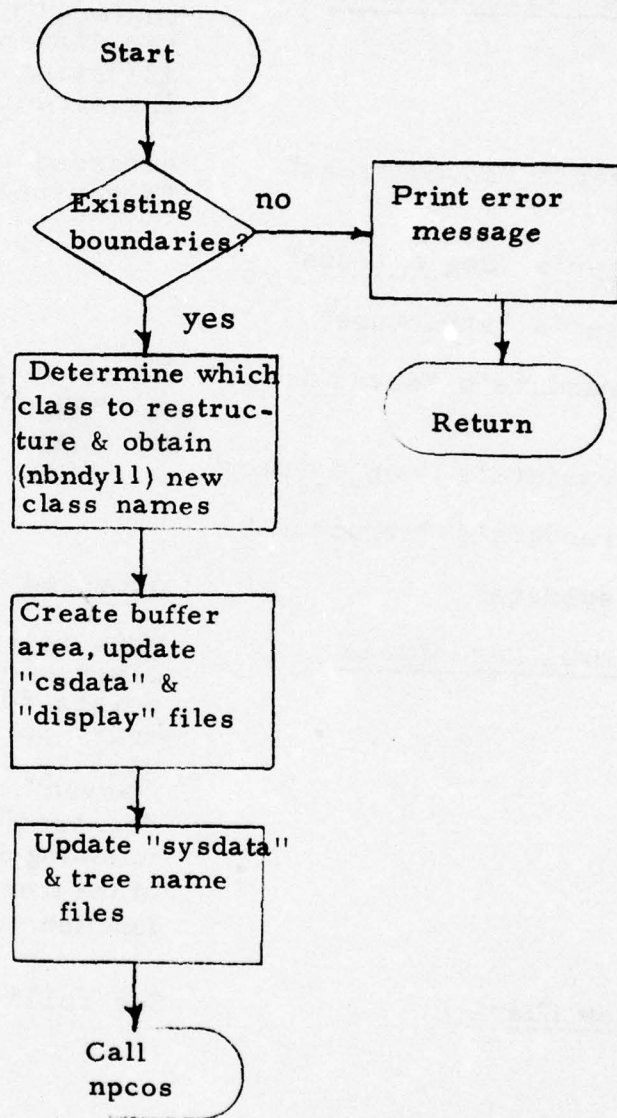 Start
Existing
boundaries?
no
Print error
message
yes
Return
Determine which
class to restruc-
ture & obtain
(nbndyll) new
class names
Create buffer
area, update
"csdata" &
"display" files
Update "sysdata"
& tree name
files
Call
npcos